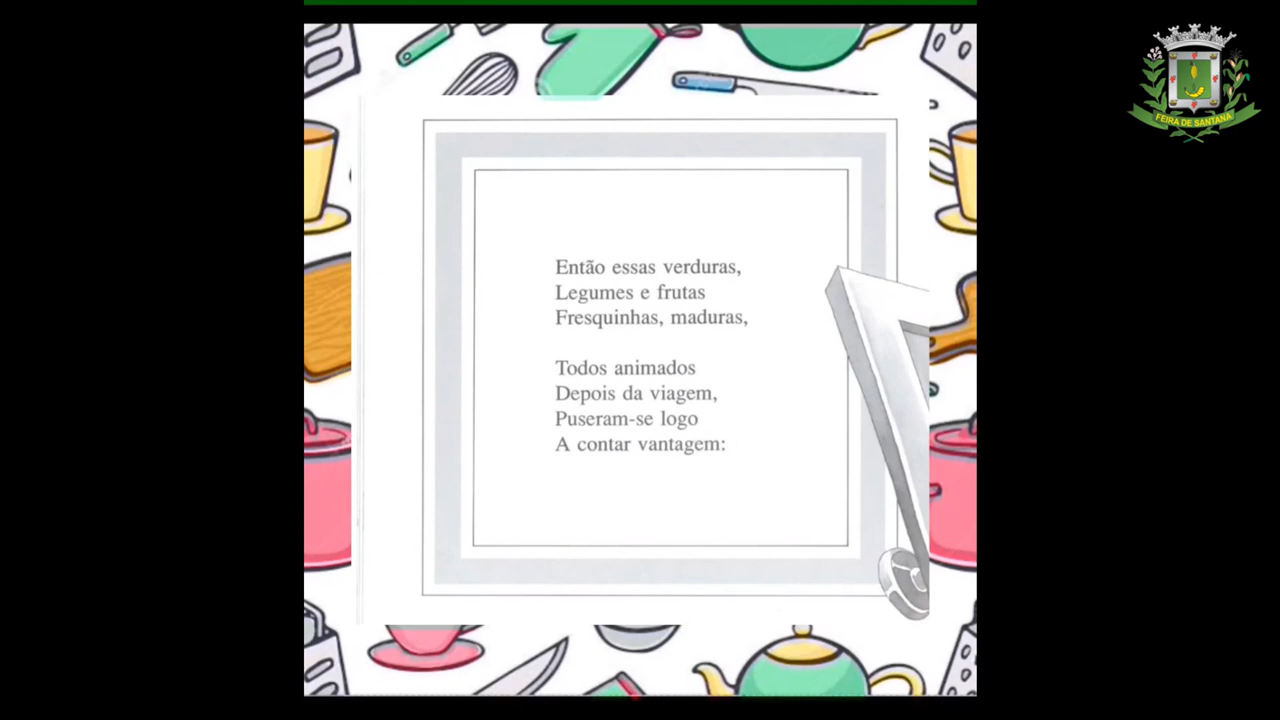 FEIRA DE SANTANA
Então essas verduras,
Legumes e frutas
Fresquinhas, maduras,
Todos animados
Depois da viagem,
Puseram-se logo
A contar vantagem: